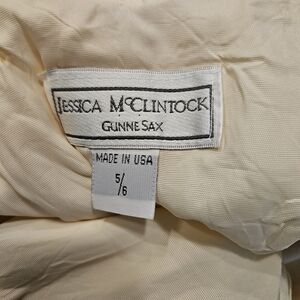 JESSICA MCCLINTOCK
GUNNE SAX
MADE IN USA
5/6